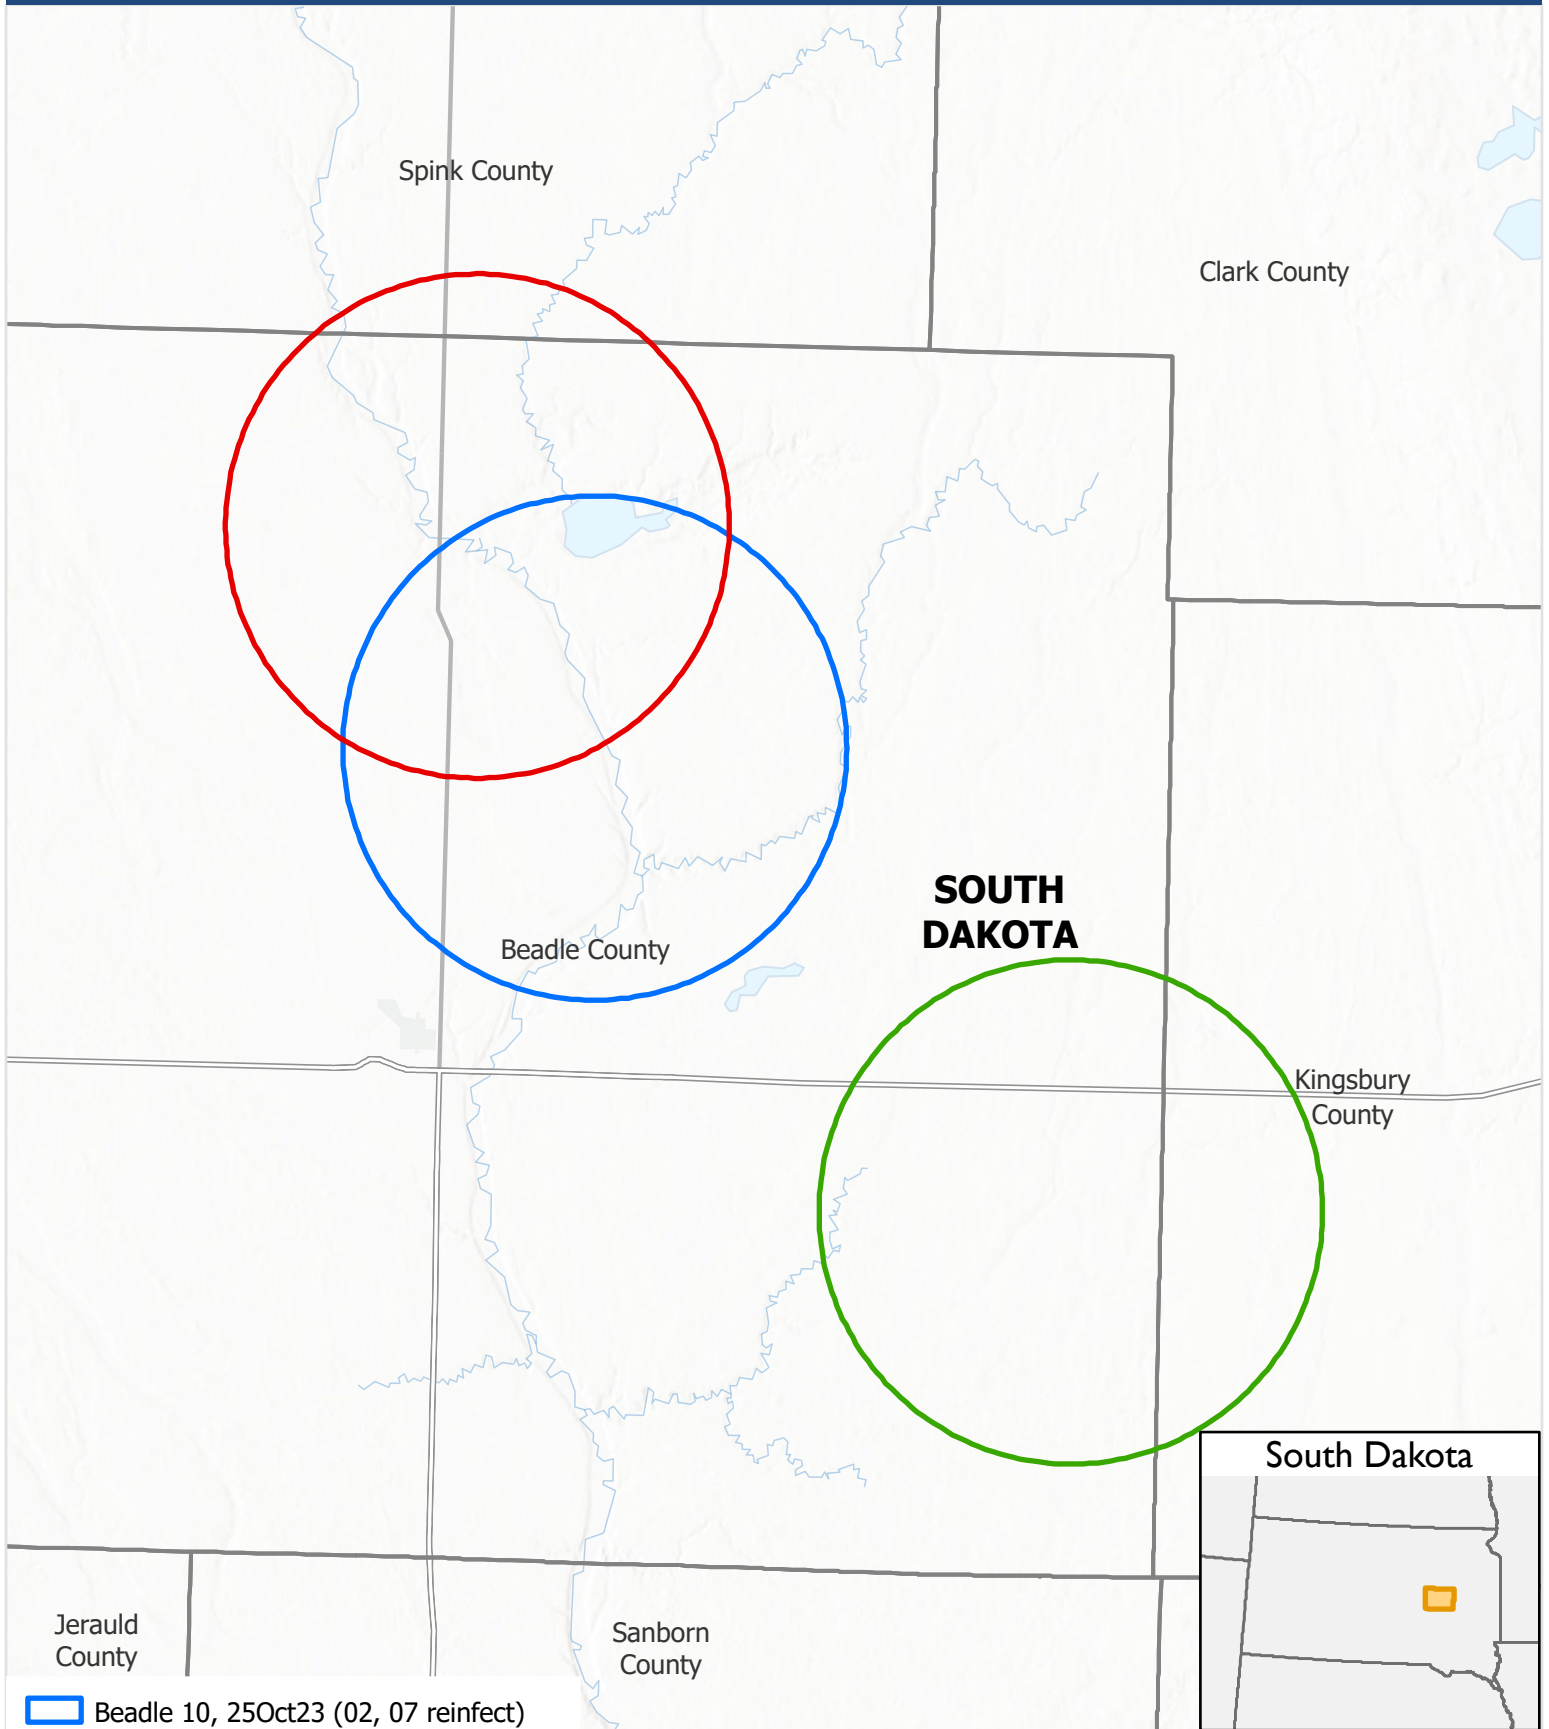 Spink County
Clark County
SOUTH
DAKOTA
Beadle County
Kingsbury
County
South Dakota
Jerauld
County
Sanborn
County
Beadle 10, 25Oct23 (02, 07 reinfect)